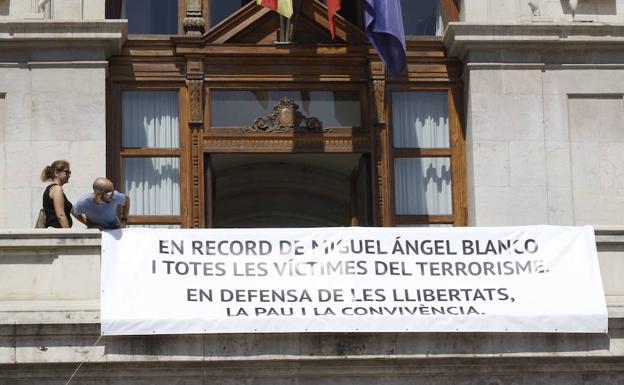 EN RECORD DE MIGUEL ÁNGEL BLANCO
I TOTES LES VÍCTIMES DEL TERRORISME.
EN DEFENSA DE LES LLIBERTATS,
LA PAU I LA CONVIVÈNCIA.